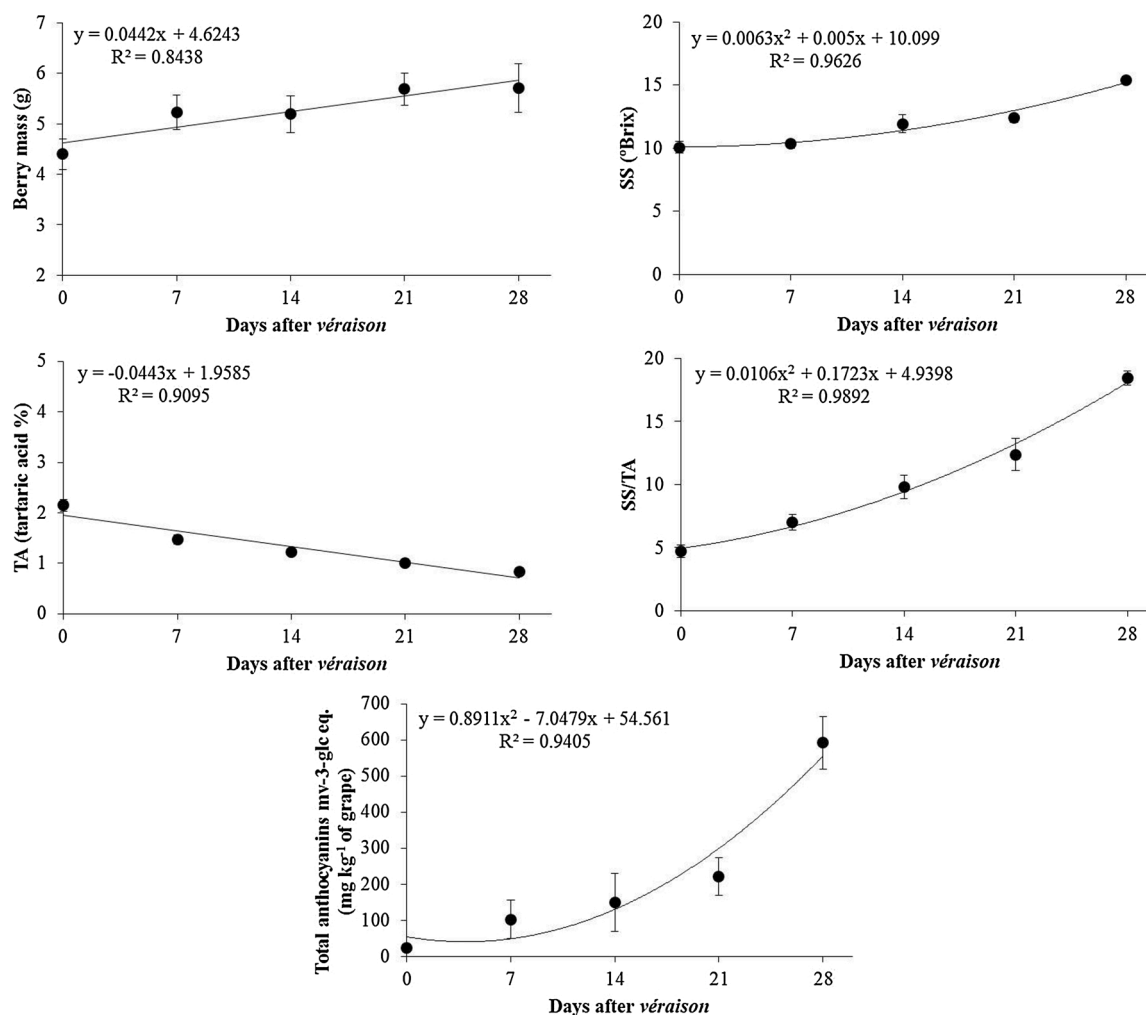 y = 0.0442x + 4.6243
R² = 0.8438
7
6
5
4
3
2
Berry mass (g)
0 7 14 21 28
Days after véraison
y = 0.0063x² + 0.005x + 10.099
R² = 0.9626
20
15
10
5
0
SS (ºBrix)
0 7 14 21 28
Days after véraison
y = -0.0443x + 1.9585
R² = 0.9095
5
4
3
2
1
0
TA (tartaric acid %)
0 7 14 21 28
Days after véraison
y = 0.0106x² + 0.1723x + 4.9398
R² = 0.9892
20
15
10
5
0
SS/TA
0 7 14 21 28
Days after véraison
y = 0.8911x² - 7.0479x + 54.561
R² = 0.9405
700
600
500
400
300
200
100
0
Total anthocyanins mv-3-glc eq.
(mg kg⁻¹ of grape)
0 7 14 21 28
Days after véraison